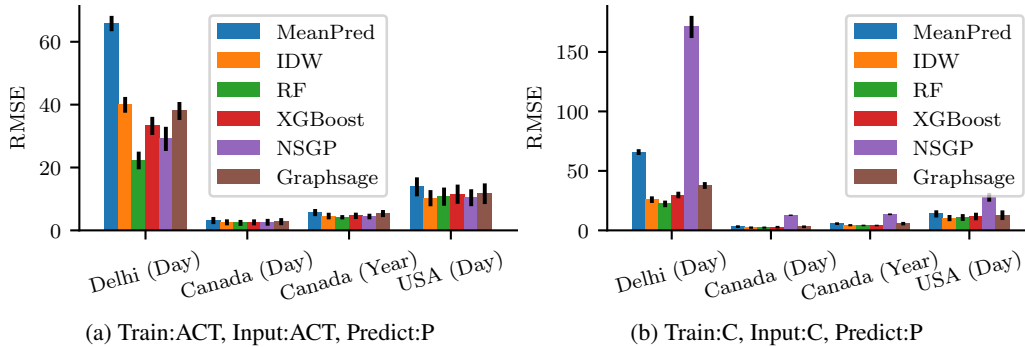 60
40
20
0
RMSE
MeanPred
IDW
RF
XGBoost
NSGP
Graphsage
Delhi (Day)
Canada (Day)
Canada (Year)
USA (Day)
(a) Train:ACT, Input:ACT, Predict:P
150
100
50
0
RMSE
MeanPred
IDW
RF
XGBoost
NSGP
Graphsage
Delhi (Day)
Canada (Day)
Canada (Year)
USA (Day)
(b) Train:C, Input:C, Predict:P